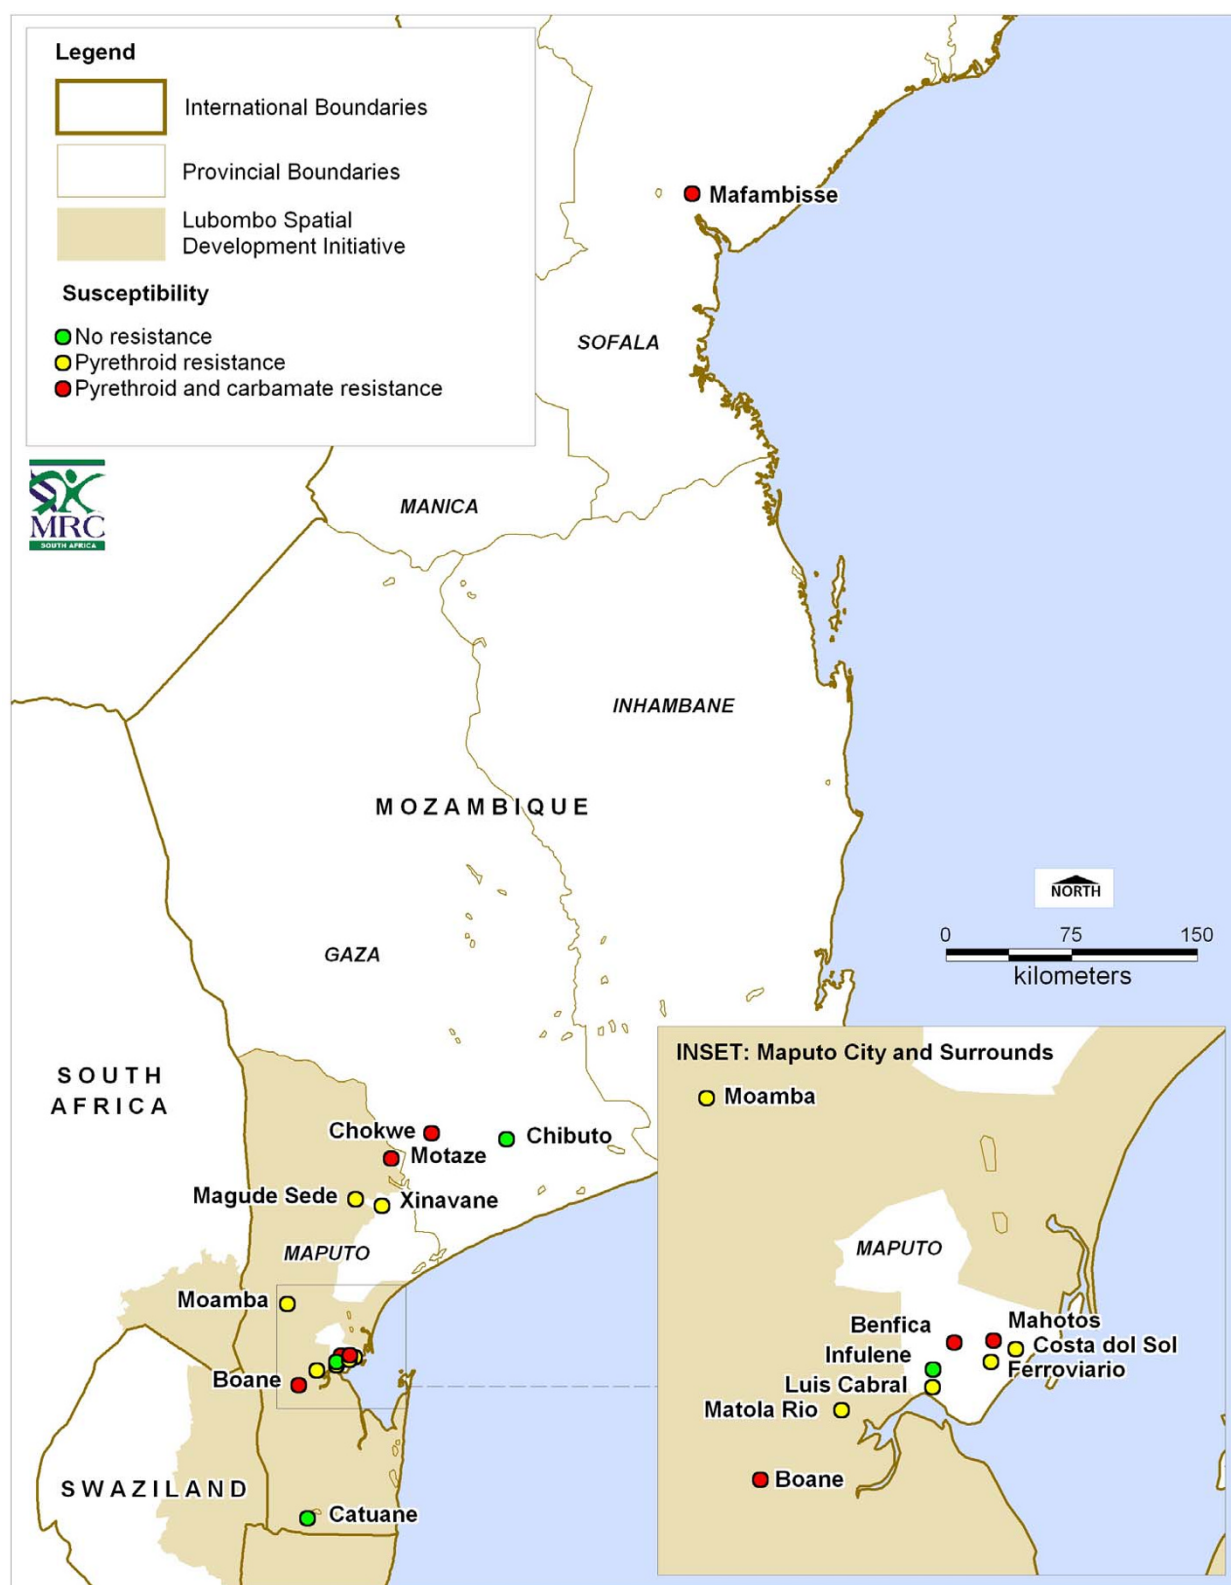 Legend
International Boundaries
Provincial Boundaries
Lubombo Spatial
Development Initiative
Susceptibility
No resistance
Pyrethroid resistance
Pyrethroid and carbamate resistance
MRC
SOUTH AFRICA
Mafambisse
SOFALA
MANICA
INHAMBANE
MOZAMBIQUE
NORTH
0 75 150
kilometers
GAZA
SOUTH
AFRICA
Chokwe
Chibuto
Motaze
Magude Sede
Xinavane
MAPUTO
Moamba
Boane
SWAZILAND
Catuane
INSET: Maputo City and Surrounds
Moamba
MAPUTO
Benfica
Mahotos
Costa dol Sol
Infulene
Ferroviario
Luis Cabral
Matola Rio
Boane